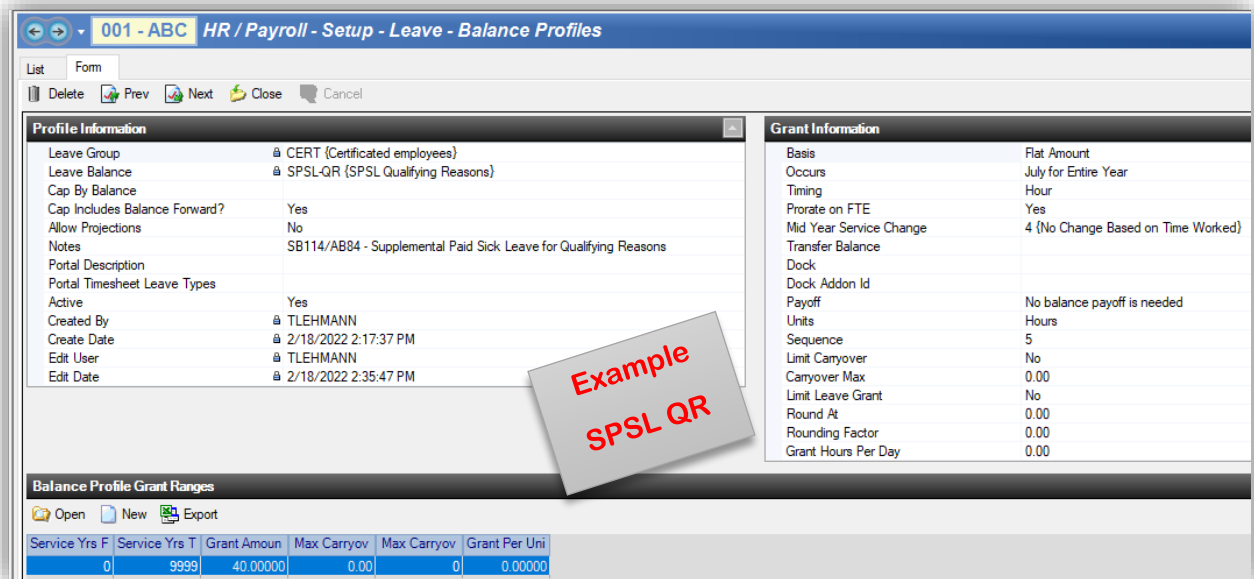 001 - ABC HR / Payroll - Setup - Leave - Balance Profiles
List Form
Delete Prev Next Close Cancel
Profile Information
Leave Group CERT {Certificated employees}
Leave Balance SPSL-QR {SPSL Qualifying Reasons}
Cap By Balance
Cap Includes Balance Forward? Yes
Allow Projections No
Notes SB114/AB84 - Supplemental Paid Sick Leave for Qualifying Reasons
Portal Description
Portal Timesheet Leave Types
Active Yes
Created By TLEHMANN
Create Date 2/18/2022 2:17:37 PM
Edit User TLEHMANN
Edit Date 2/18/2022 2:35:47 PM
Grant Information
Basis Flat Amount
Occurs July for Entire Year
Timing Hour
Prorate on FTE Yes
Mid Year Service Change 4 {No Change Based on Time Worked}
Transfer Balance
Dock
Dock Addon Id
Payoff No balance payoff is needed
Units Hours
Sequence 5
Limit Carryover No
Carryover Max 0.00
Limit Leave Grant No
Round At 0.00
Rounding Factor 0.00
Grant Hours Per Day 0.00
Example
SPSL QR
Balance Profile Grant Ranges
Open New Export
Service Yrs F Service Yrs T Grant Amoun Max Carryov Max Carryov Grant Per Uni
0 9999 40.00000 0.00 0 0.00000